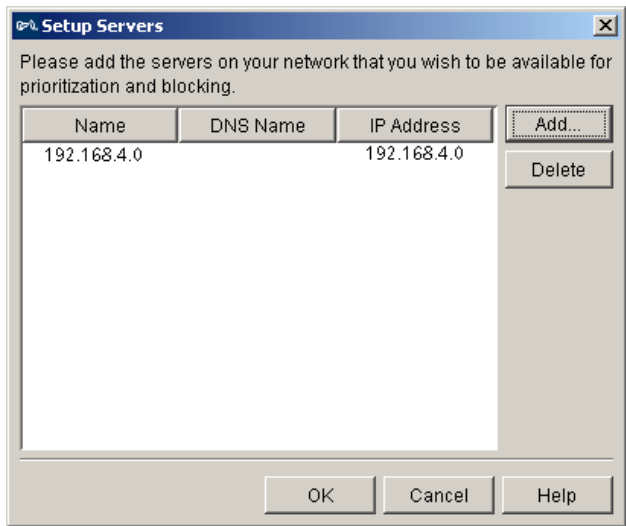 Setup Servers
Please add the servers on your network that you wish to be available for
prioritization and blocking.
Name DNS Name IP Address Add...
192.168.4.0 192.168.4.0
Delete
OK Cancel Help